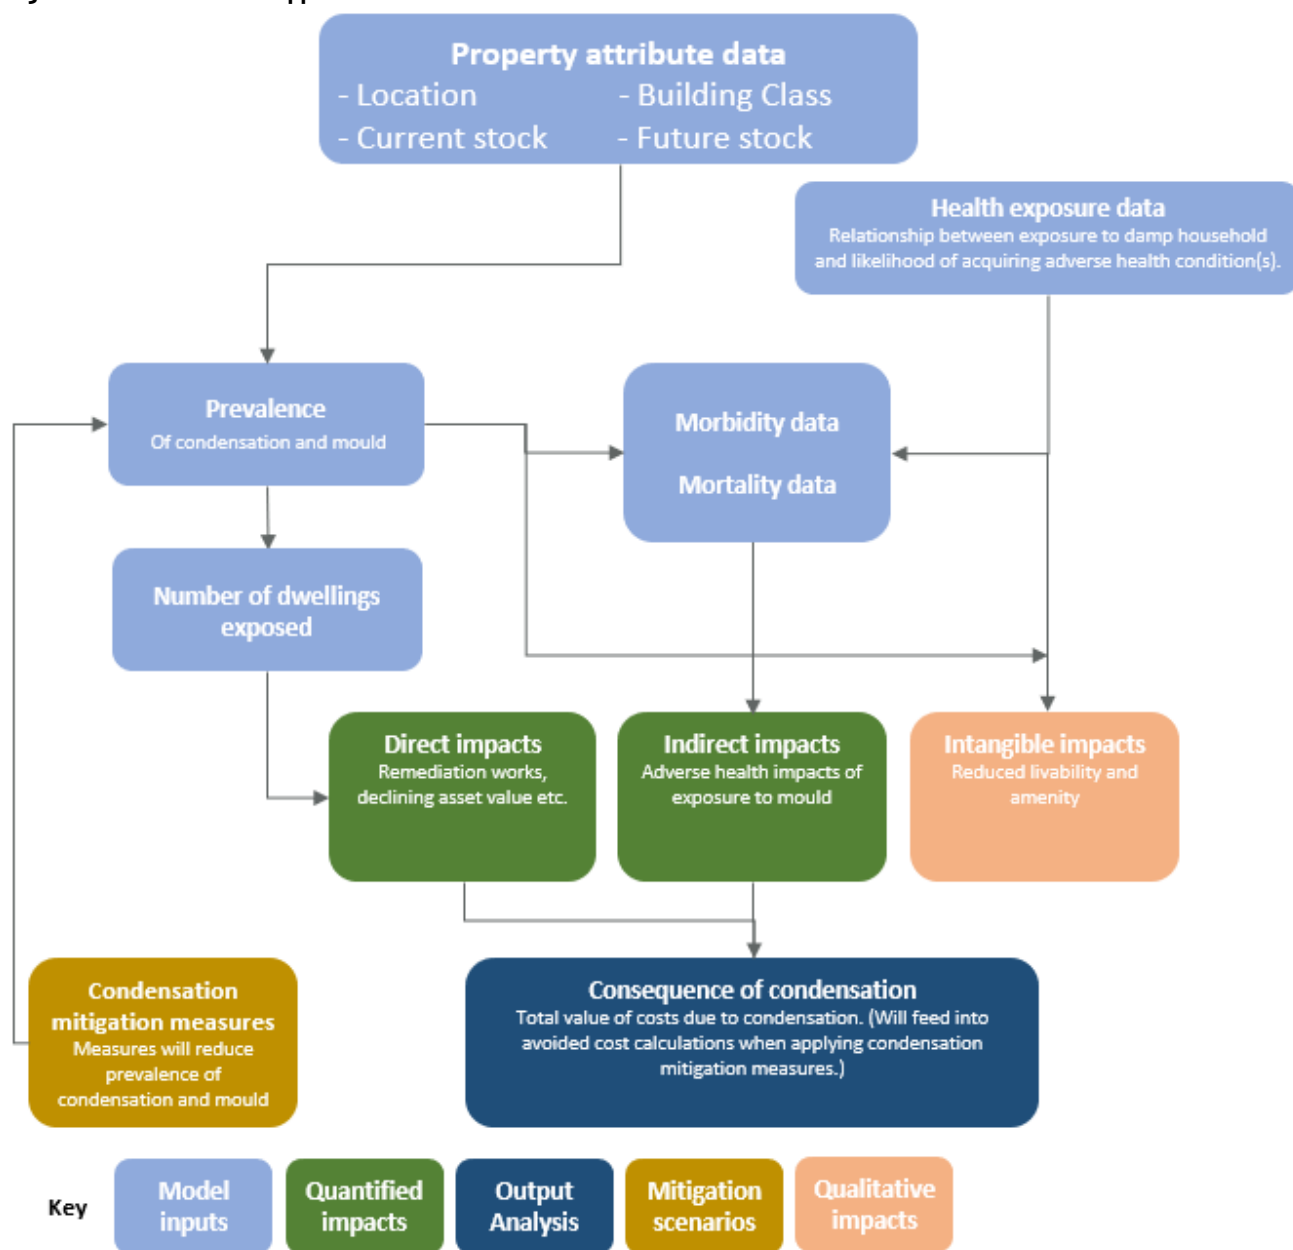 Property attribute data
- Location - Building Class
- Current stock - Future stock
Health exposure data
Relationship between exposure to damp household
and likelihood of acquiring adverse health condition(s).
Prevalence
Of condensation and mould
Morbidity data
Mortality data
Number of dwellings
exposed
Direct impacts
Remediation works,
declining asset value etc.
Indirect impacts
Adverse health impacts of
exposure to mould
Intangible impacts
Reduced livability and
amenity
Condensation
mitigation measures
Measures will reduce
prevalence of
condensation and mould
Consequence of condensation
Total value of costs due to condensation. (Will feed into
avoided cost calculations when applying condensation
mitigation measures.)
Key
Model
inputs
Quantified
impacts
Output
Analysis
Mitigation
scenarios
Qualitative
impacts